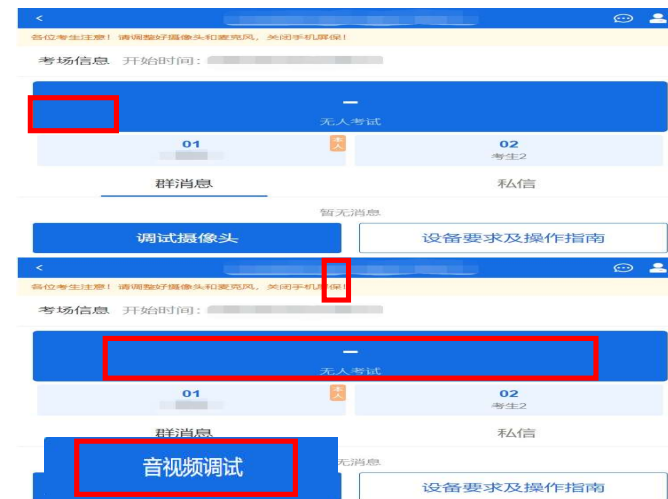 各位考生注意！请调整好摄像头和麦克风，关闭手机屏保！
考场信息 开始时间：
无人考试
01 本人 02
考生2
群消息 私信
暂无消息
调试摄像头 设备要求及操作指南
各位考生注意！请调整好摄像头和麦克风，关闭手机屏保！
考场信息 开始时间：
无人考试
01 本人 02
考生2
群消息 私信
音视频调试 无消息
设备要求及操作指南